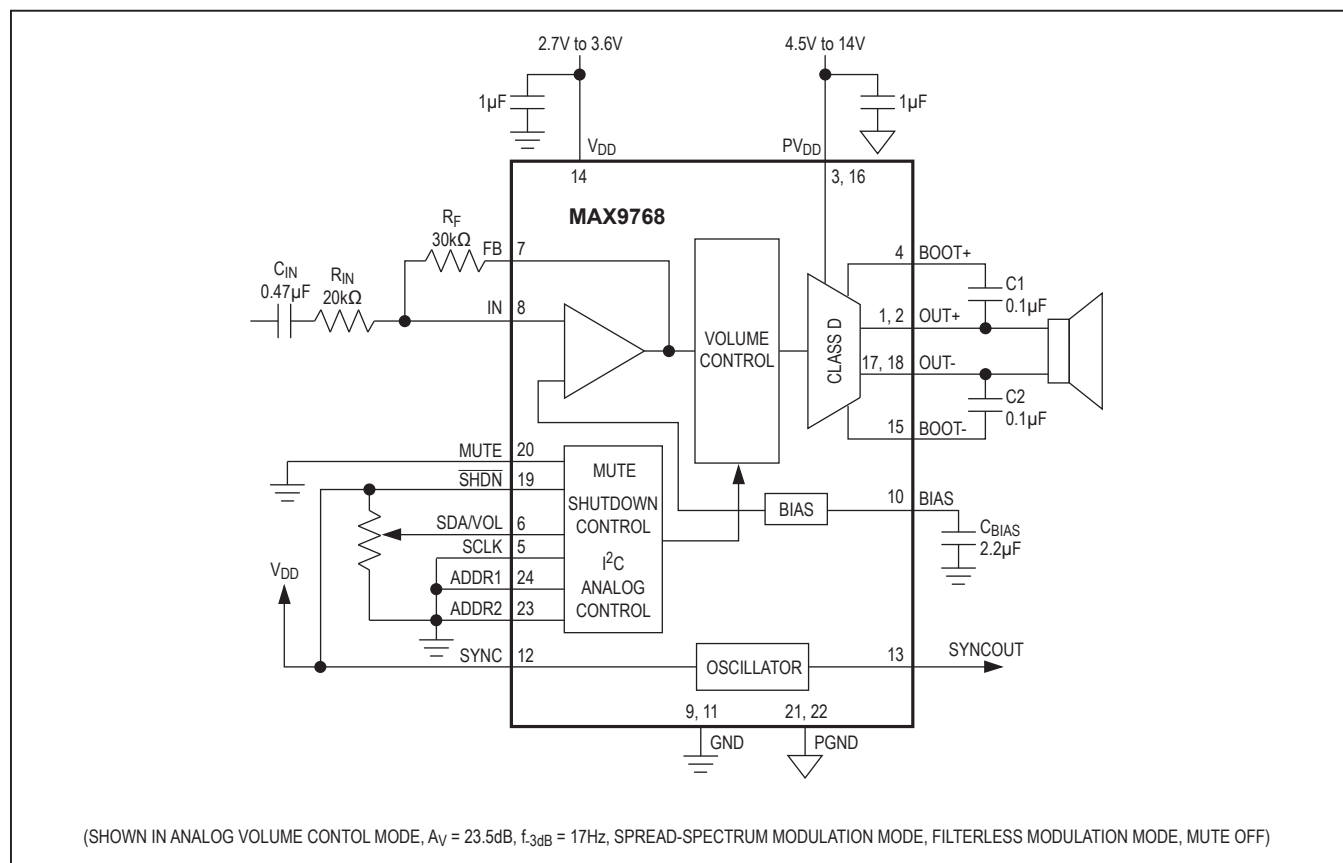 2.7V to 3.6V
4.5V to 14V
1µF
1µF
VDD
PVDD
14
3, 16
MAX9768
RF
30kΩ
FB
7
4
BOOT+
CIN
0.47µF
RIN
20kΩ
C1
0.1µF
IN
8
1, 2
OUT+
VOLUME
CONTROL
CLASS D
17, 18
OUT-
C2
0.1µF
15
BOOT-
MUTE
20
SHDN
19
SDA/VOL
6
SCLK
5
ADDR1
24
ADDR2
23
MUTE
SHUTDOWN
CONTROL
I2C
ANALOG
CONTROL
BIAS
10
BIAS
CBIAS
2.2µF
VDD
SYNC
12
OSCILLATOR
13
SYNCOUT
9, 11
GND
21, 22
PGND
(SHOWN IN ANALOG VOLUME CONTOL MODE, AV = 23.5dB, f-3dB = 17Hz, SPREAD-SPECTRUM MODULATION MODE, FILTERLESS MODULATION MODE, MUTE OFF)